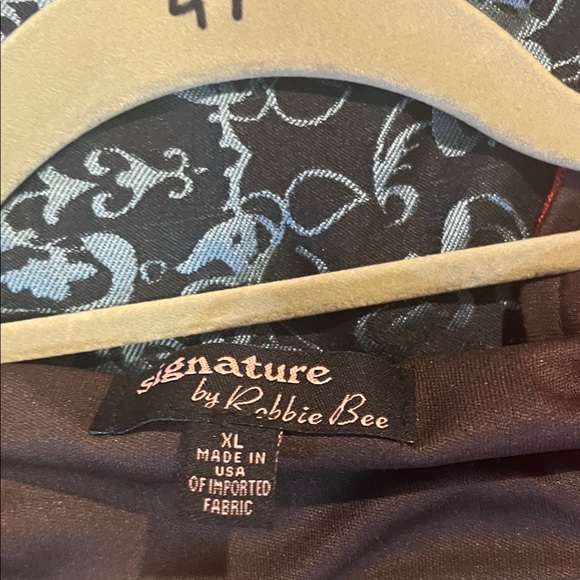 signature
by Robbie Bee
XL
MADE IN
USA
OF IMPORTED
FABRIC